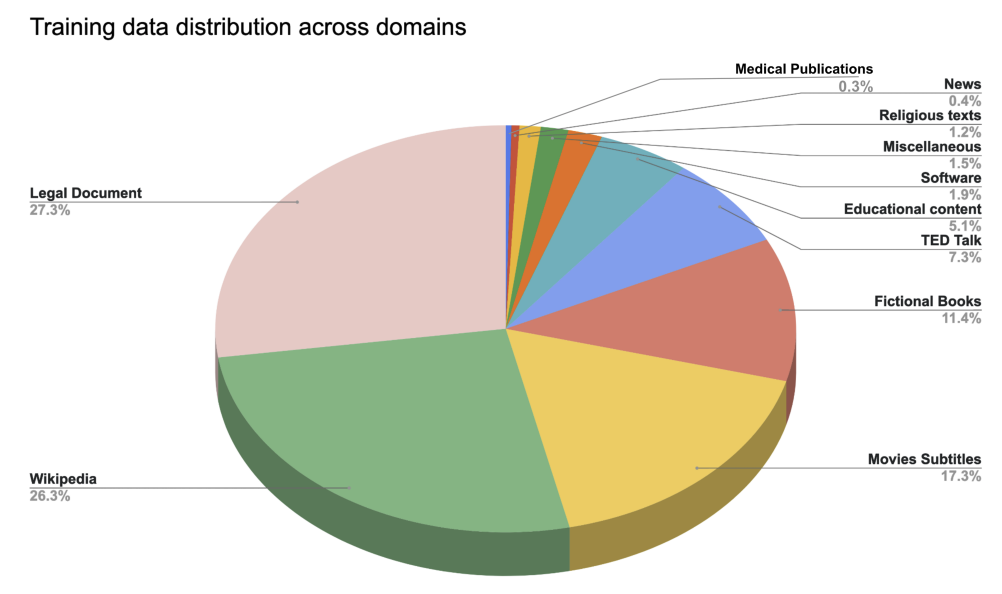 Training data distribution across domains
Medical Publications
0.3%
News
0.4%
Religious texts
1.2%
Miscellaneous
1.5%
Software
1.9%
Educational content
5.1%
TED Talk
7.3%
Fictional Books
11.4%
Movies Subtitles
17.3%
Legal Document
27.3%
Wikipedia
26.3%